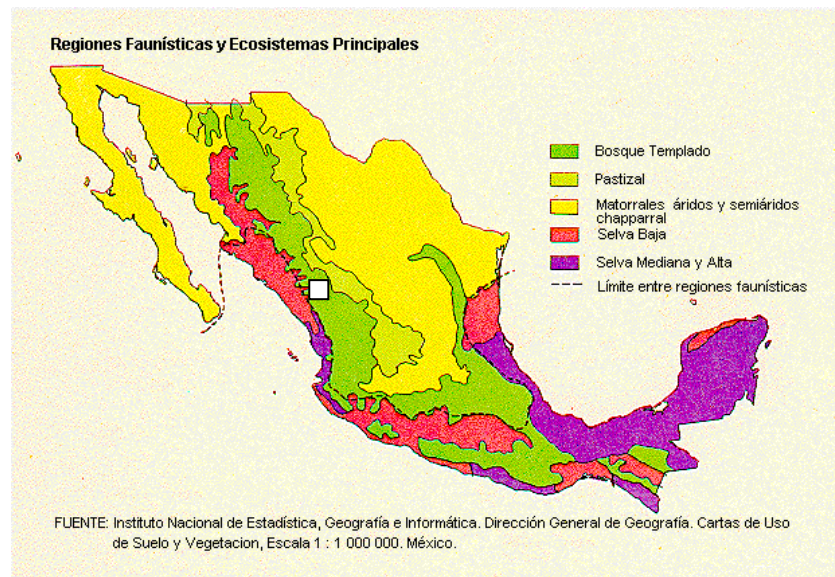 Regiones Faunísticas y Ecosistemas Principales
Bosque Templado
Pastizal
Matorrales áridos y semiáridos
chapparral
Selva Baja
Selva Mediana y Alta
Límite entre regiones faunísticas
FUENTE: Instituto Nacional de Estadística, Geografía e Informática. Dirección General de Geografía. Cartas de Uso
de Suelo y Vegetacion, Escala 1 : 1 000 000. México.